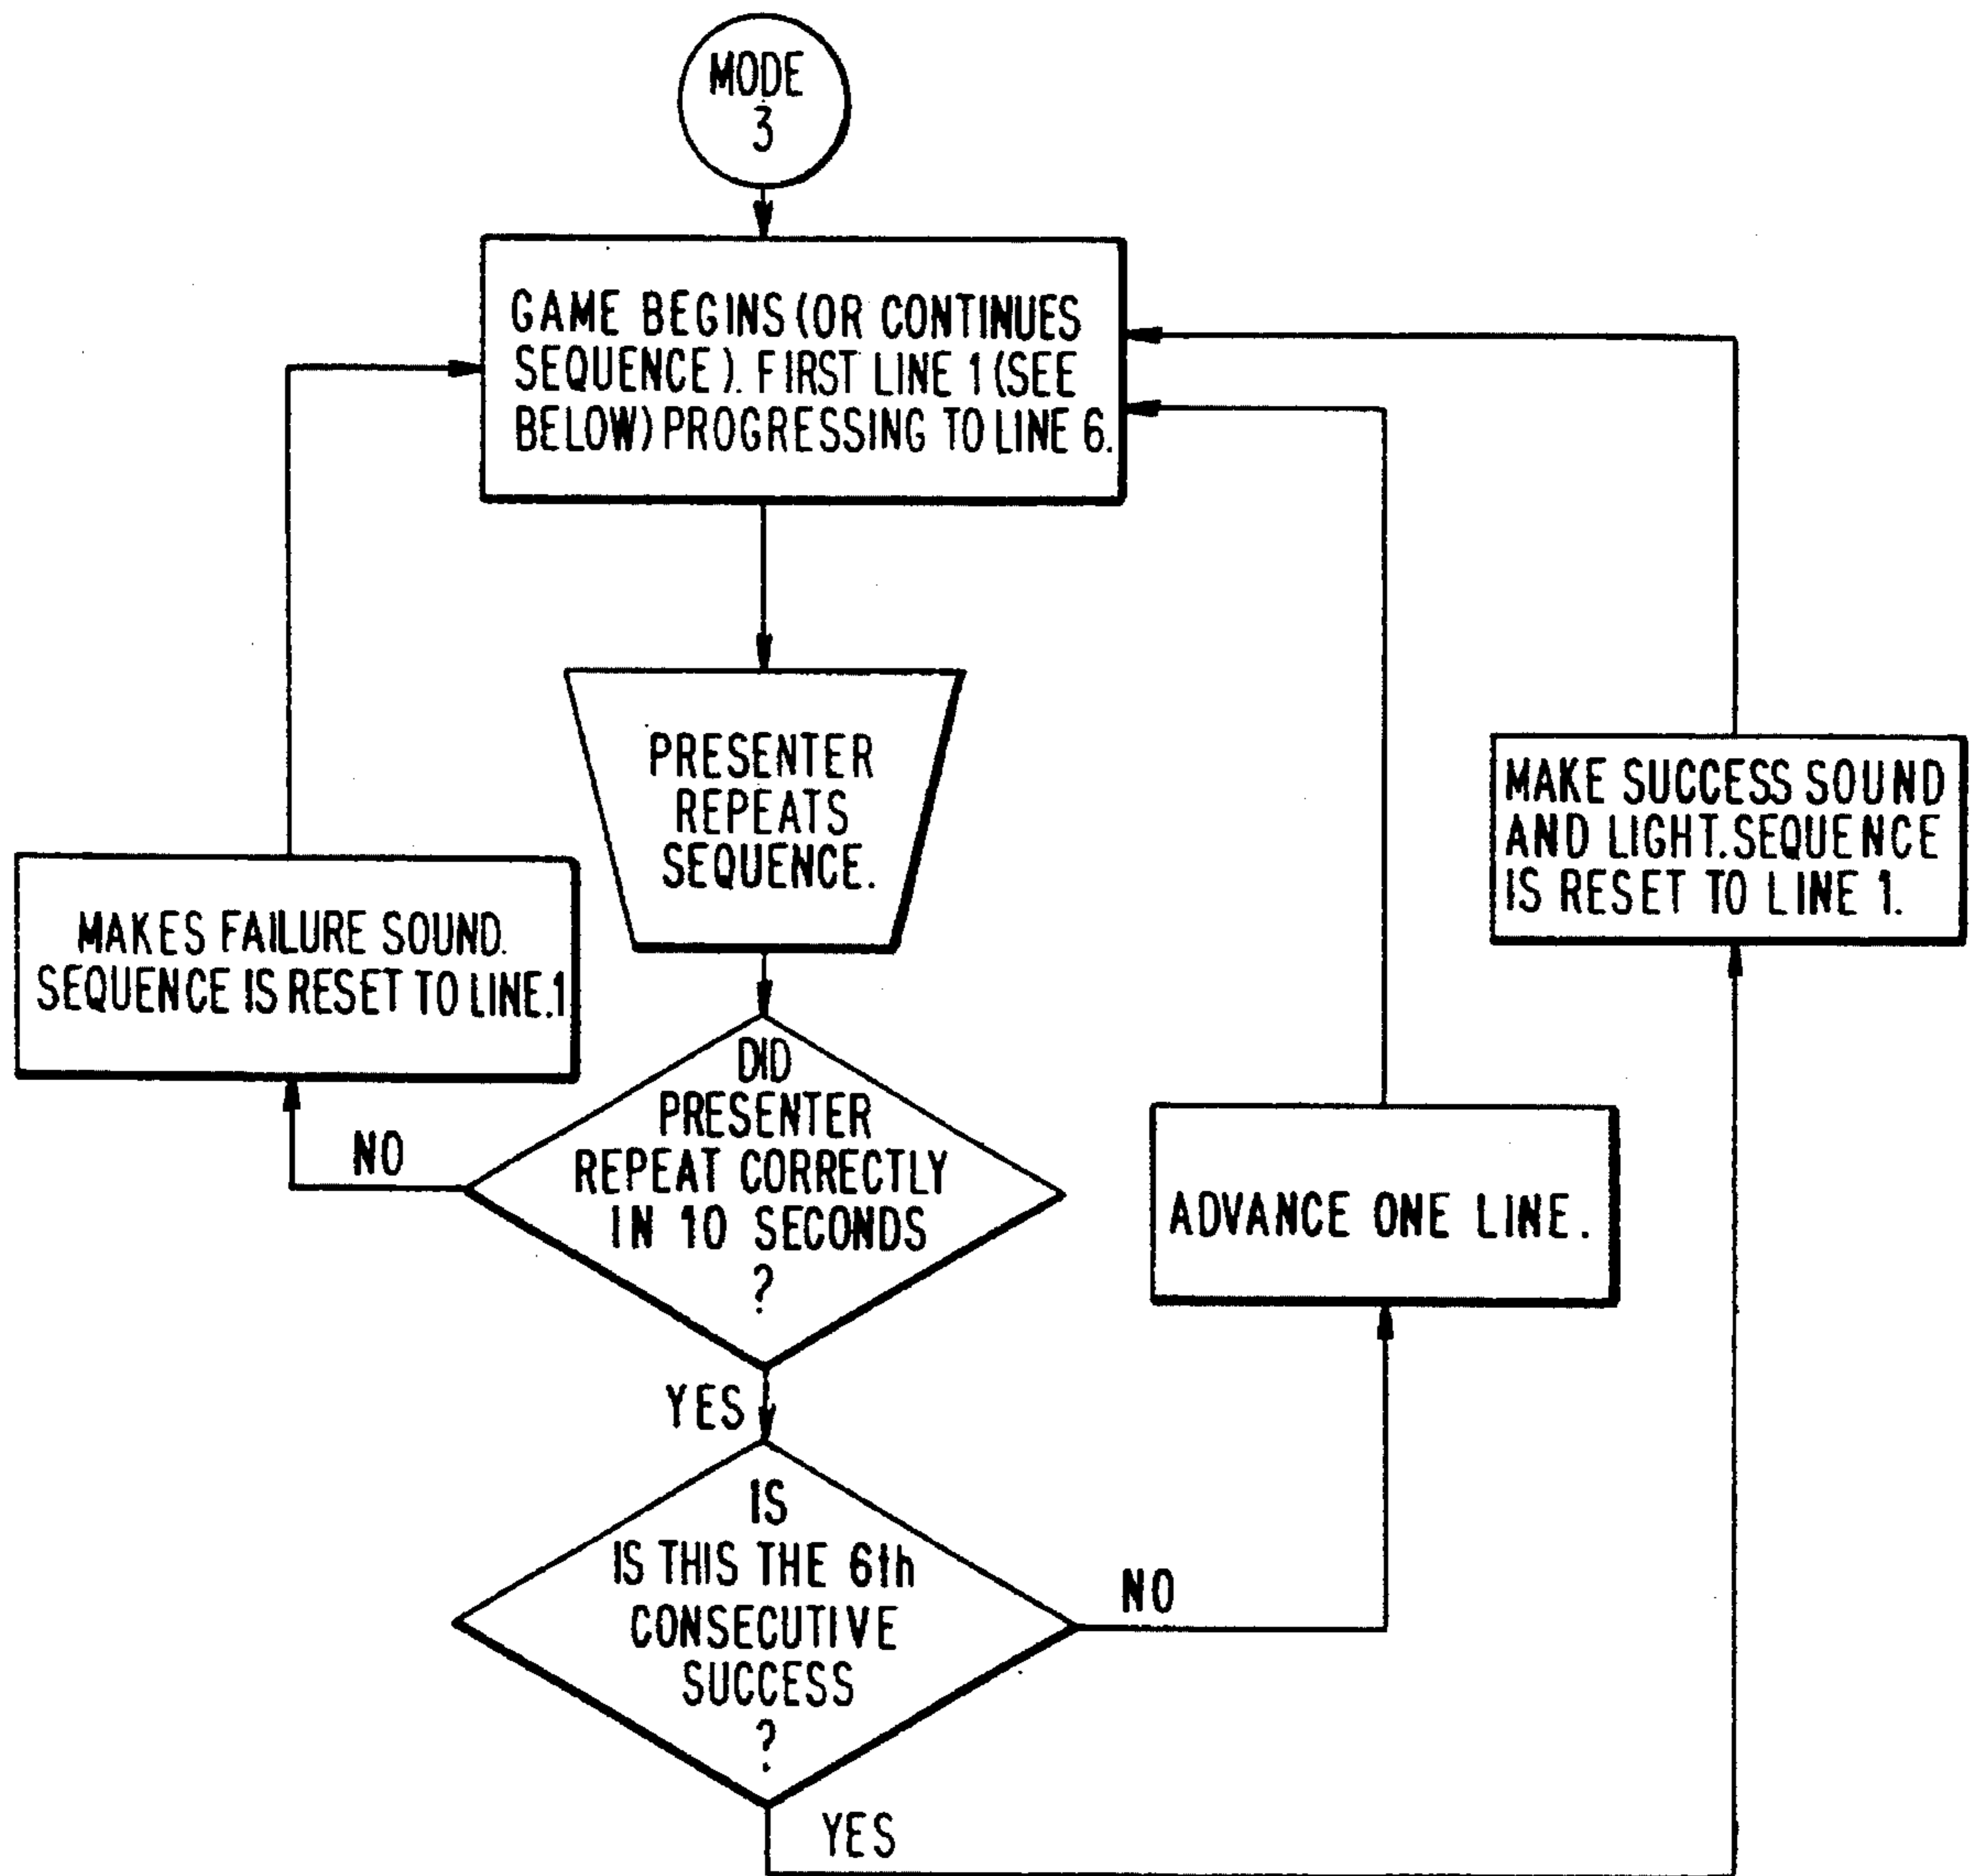 MODE
3
GAME BEGINS (OR CONTINUES
SEQUENCE). FIRST LINE 1 (SEE
BELOW) PROGRESSING TO LINE 6.
PRESENTER
REPEATS
SEQUENCE.
MAKE SUCCESS SOUND
AND LIGHT. SEQUENCE
IS RESET TO LINE 1.
MAKES FAILURE SOUND.
SEQUENCE IS RESET TO LINE.1
DID
PRESENTER
REPEAT CORRECTLY
IN 10 SECONDS
?
NO
ADVANCE ONE LINE.
YES
IS
IS THIS THE 6th
CONSECUTIVE
SUCCESS
?
NO
YES